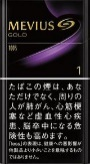 MEVIUS
GOLD
100's
1
たばこの煙は、あな
ただけでなく、周りの
人が肺がん、心筋梗
塞など虚血性心疾
患、脳卒中になる危
険性も高めます。